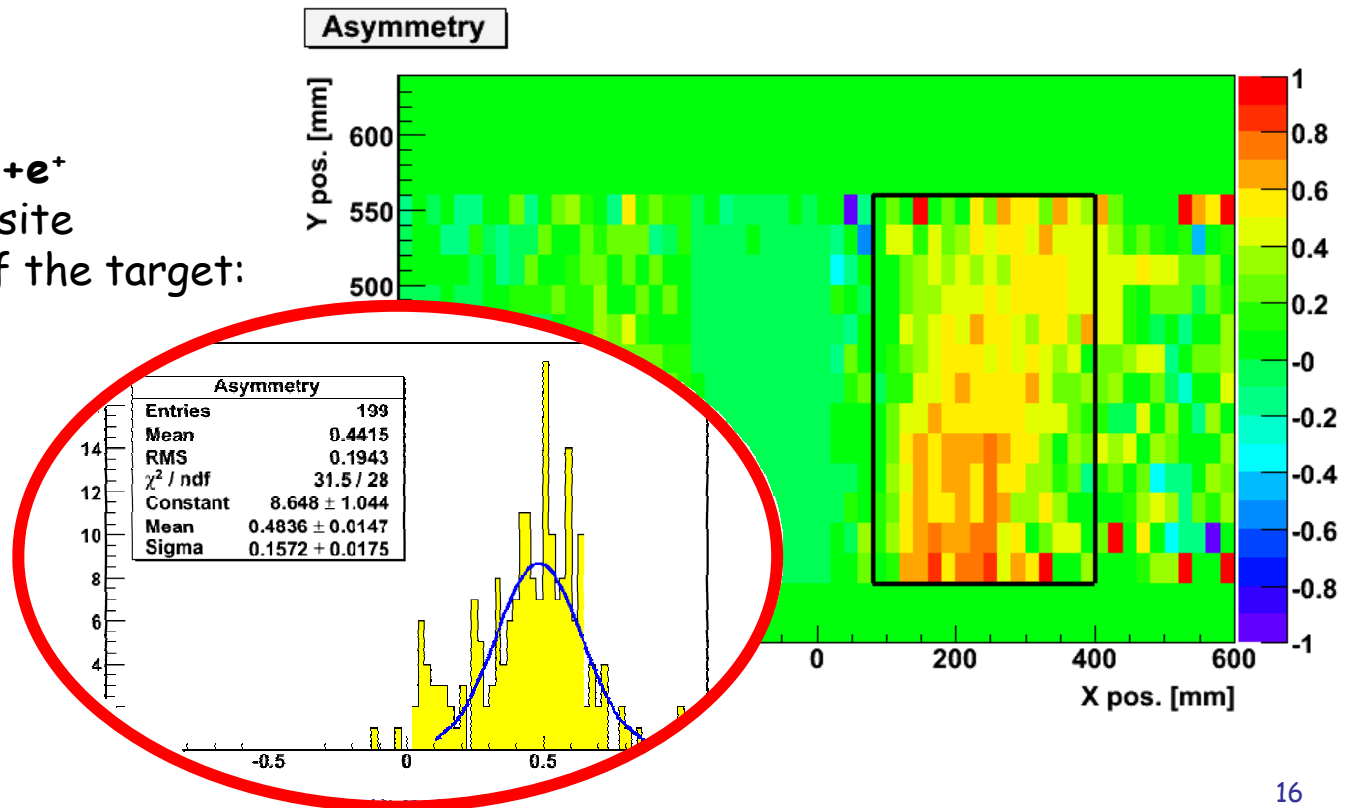 Asymmetry
+e⁺
site
f the target:
Y pos. [mm]
600
550
500
1
0.8
0.6
0.4
0.2
-0
-0.2
-0.4
-0.6
-0.8
-1
0 200 400 600
X pos. [mm]
Asymmetry
Entries 199
Mean 0.4415
RMS 0.1943
χ² / ndf 31.5 / 28
Constant 8.648 ± 1.044
Mean 0.4836 ± 0.0147
Sigma 0.1572 ± 0.0175
14
12
10
8
6
4
-0.5 0 0.5
16